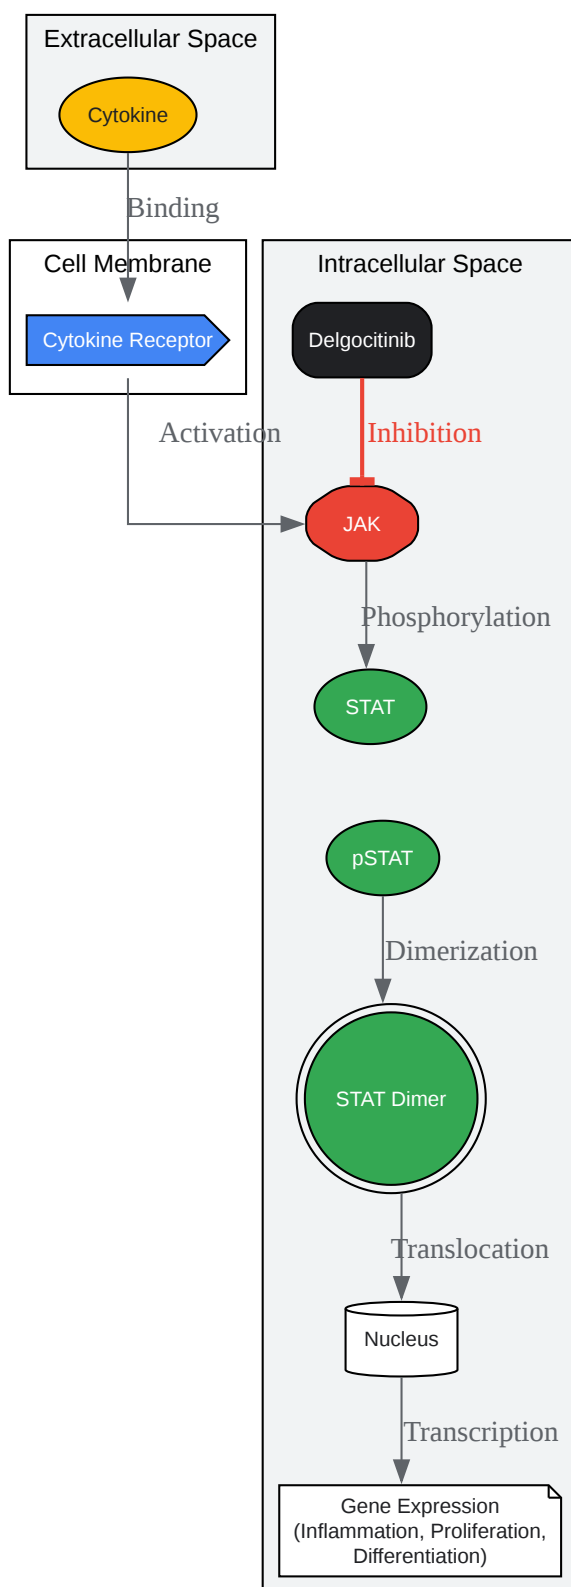 Extracellular Space
Cytokine
Binding
Cell Membrane
Intracellular Space
Cytokine Receptor
Delgocitinib
Activation
Inhibition
JAK
Phosphorylation
STAT
pSTAT
Dimerization
STAT Dimer
Translocation
Nucleus
Transcription
Gene Expression
(Inflammation, Proliferation,
Differentiation)